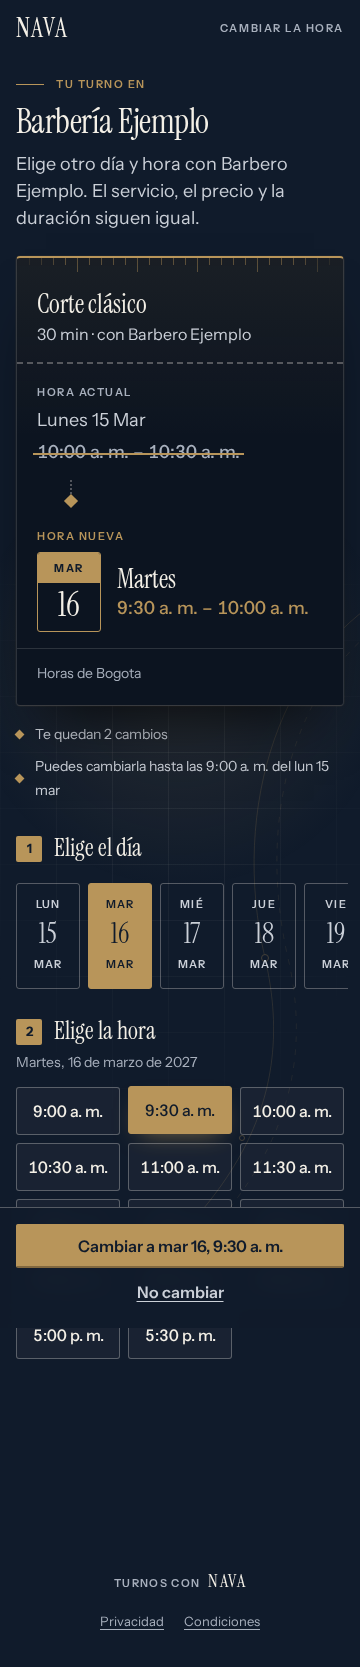 NAVA
CAMBIAR LA HORA
TU TURNO EN
Barbería Ejemplo
Elige otro día y hora con Barbero
Ejemplo. El servicio, el precio y la
duración siguen igual.
Corte clásico
30 min · con Barbero Ejemplo
HORA ACTUAL
Lunes 15 Mar
10:00 a. m. – 10:30 a. m.
HORA NUEVA
MAR
16
Martes
9:30 a. m. – 10:00 a. m.
Horas de Bogota
Te quedan 2 cambios
Puedes cambiarla hasta las 9:00 a. m. del lun 15
mar
1 Elige el día
LUN MAR MIÉ JUE VIE
15 16 17 18 19
MAR MAR MAR MAR MAR
2 Elige la hora
Martes, 16 de marzo de 2027
9:00 a. m. 9:30 a. m. 10:00 a. m.
10:30 a. m. 11:00 a. m. 11:30 a. m.
Cambiar a mar 16, 9:30 a. m.
No cambiar
5:00 p. m. 5:30 p. m.
TURNOS CON NAVA
Privacidad Condiciones